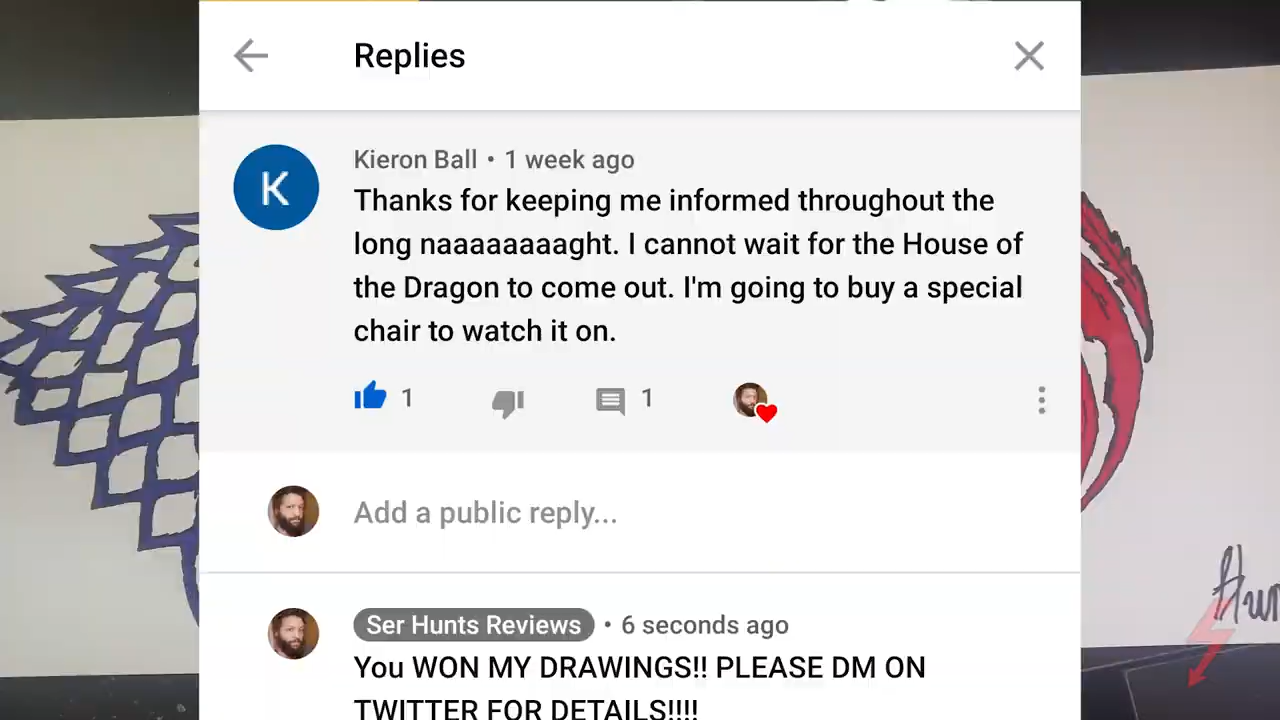 Replies
Kieron Ball • 1 week ago
K
Thanks for keeping me informed throughout the
long naaaaaaaaght. I cannot wait for the House of
the Dragon to come out. I'm going to buy a special
chair to watch it on.
1 1
Add a public reply...
Ser Hunts Reviews • 6 seconds ago
You WON MY DRAWINGS!! PLEASE DM ON
TWITTER FOR DETAILS!!!!